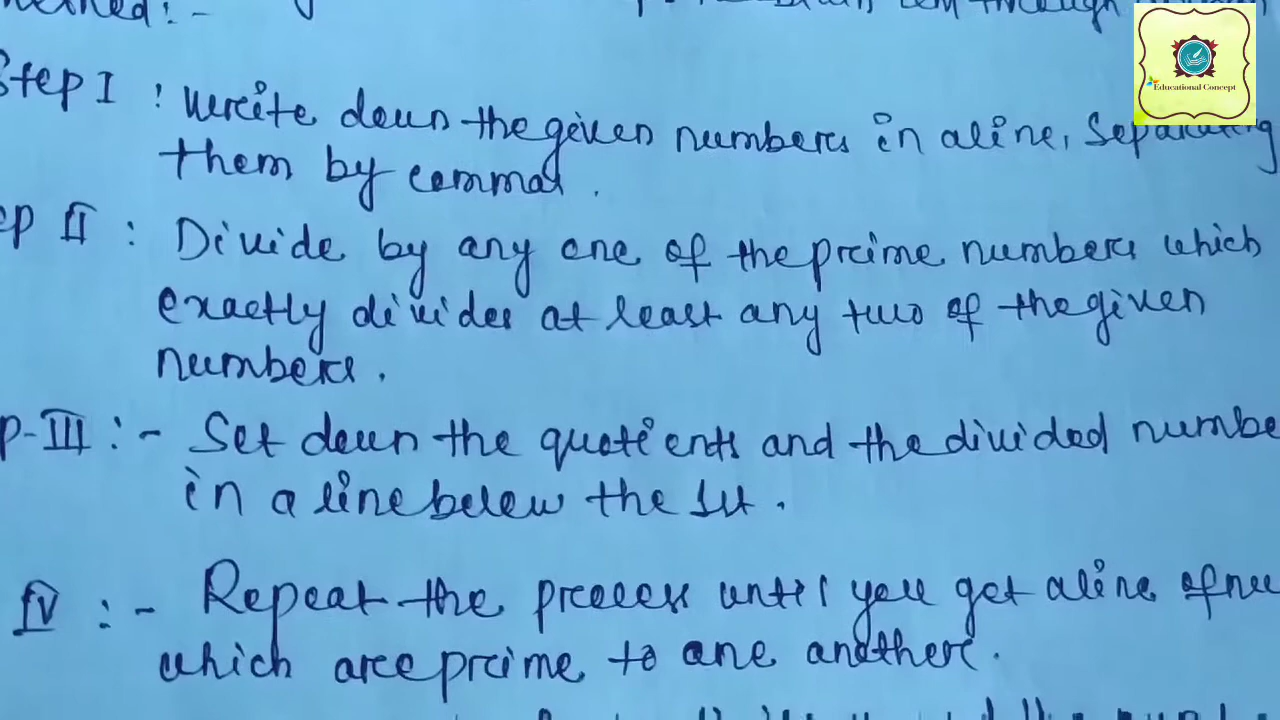 Educational Concept
Step I : Write down the given numbers in a line, Separating
them by commas.
ep II : Divide by any one of the prime numbers which
exactly divides at least any two of the given
numbers.
p-III :- Set down the quotients and the divided numbe
in a line below the 1st.
IV :- Repeat the process until you get a line of nu
which are prime to one another.